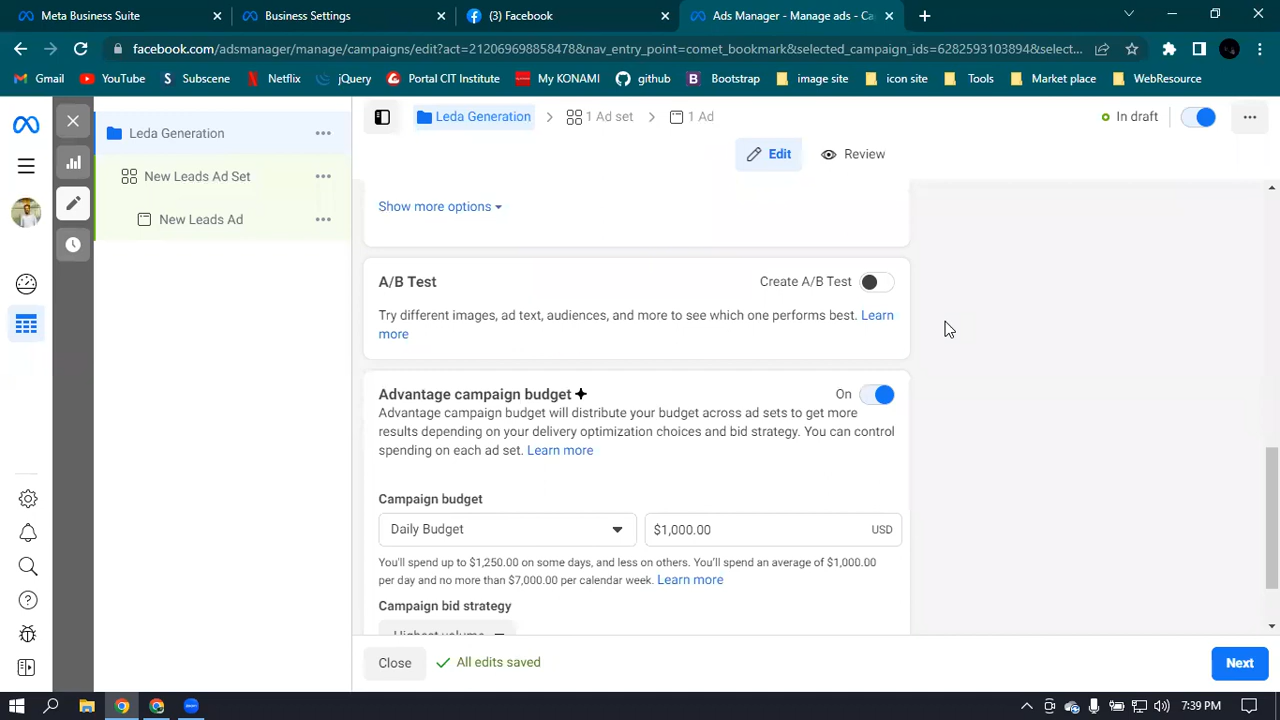 Meta Business Suite
Business Settings
(3) Facebook
Ads Manager - Manage ads - Ca
facebook.com/adsmanager/manage/campaigns/edit?act=2120696988584788&nav_entry_point=comet_bookmark&selected_campaign_ids=6282593103894&select...
Gmail
YouTube
Subscene
Netflix
jQuery
Portal CIT Institute
My KONAMI
github
Bootstrap
image site
icon site
Tools
Market place
WebResource
Leda Generation
New Leads Ad Set
New Leads Ad
Leda Generation
1 Ad set
1 Ad
In draft
Edit
Review
Show more options
A/B Test
Create A/B Test
Try different images, ad text, audiences, and more to see which one performs best. Learn
more
Advantage campaign budget
On
Advantage campaign budget will distribute your budget across ad sets to get more
results depending on your delivery optimization choices and bid strategy. You can control
spending on each ad set. Learn more
Campaign budget
Daily Budget
$1,000.00
USD
You'll spend up to $1,250.00 on some days, and less on others. You'll spend an average of $1,000.00
per day and no more than $7,000.00 per calendar week. Learn more
Campaign bid strategy
Highest volume
Close
All edits saved
Next
7:39 PM